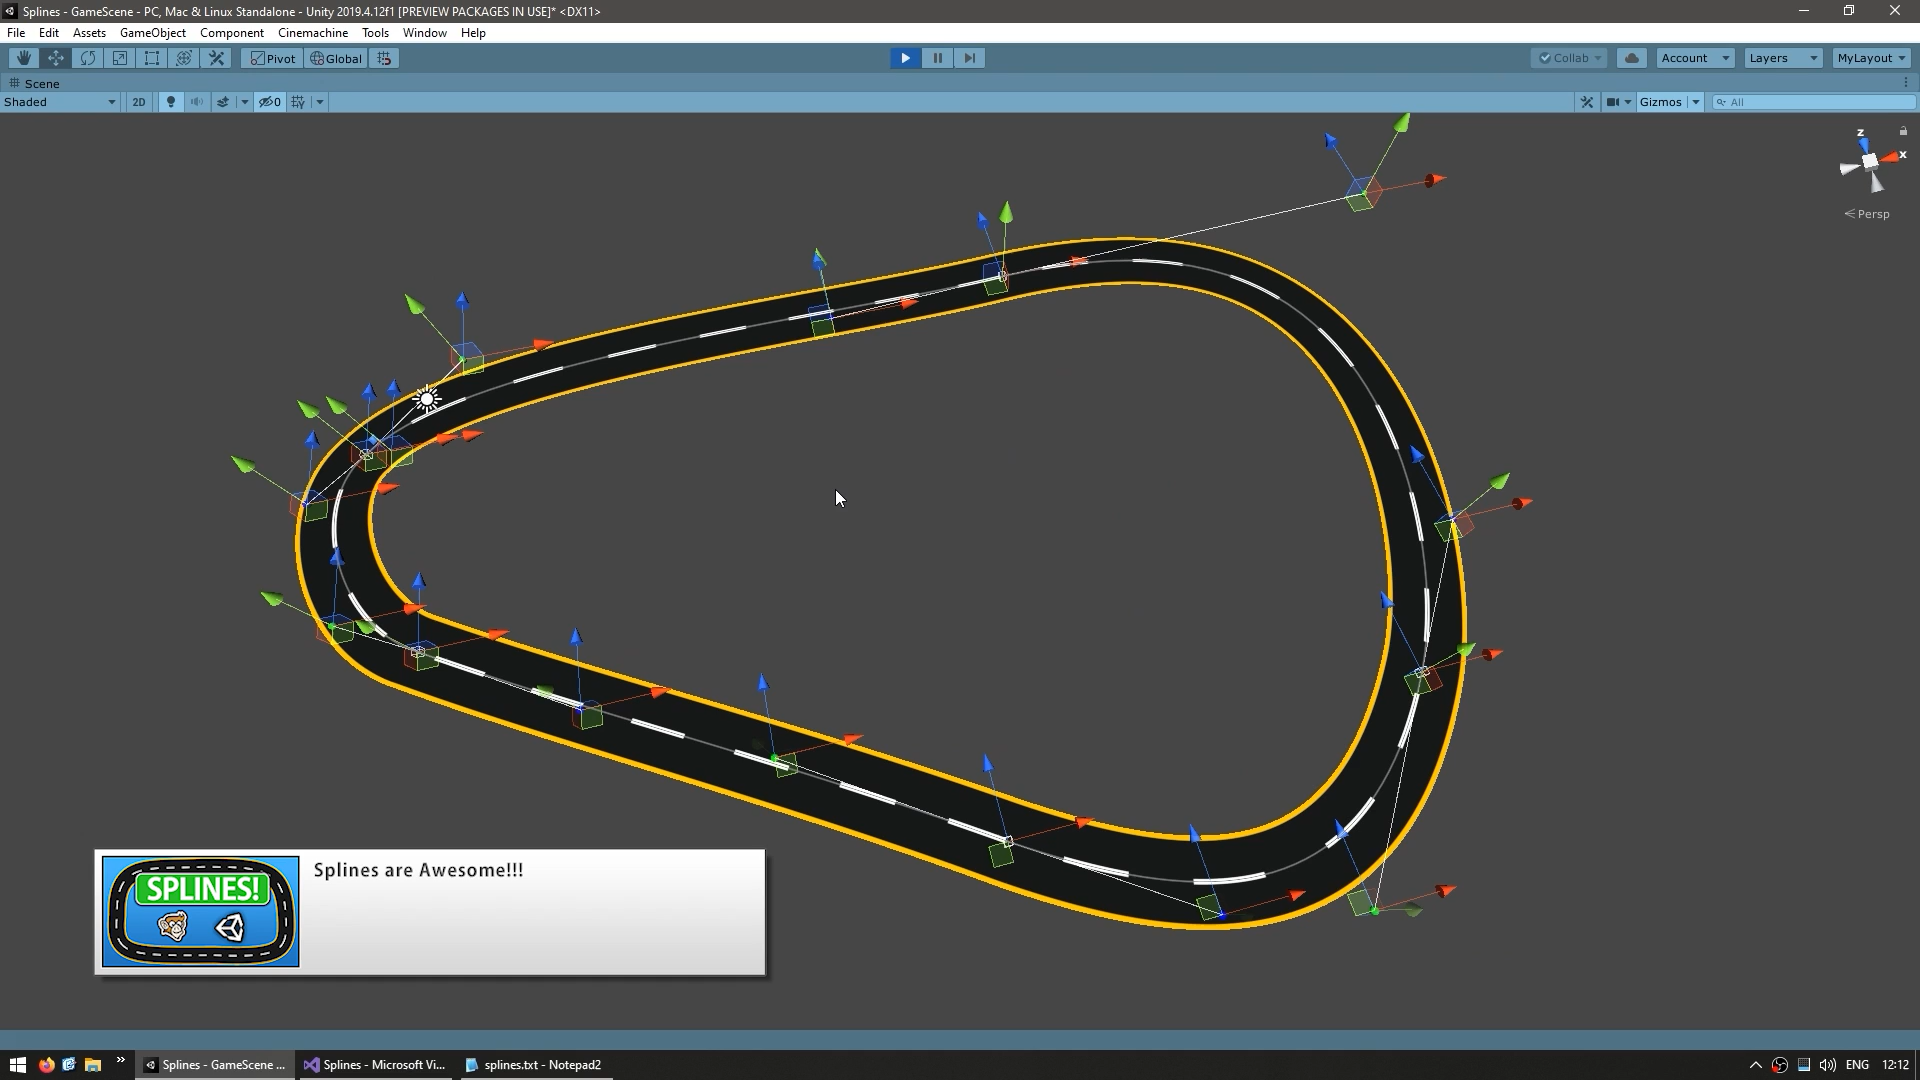 Splines - GameScene - PC, Mac & Linux Standalone - Unity 2019.4.12f1 [PREVIEW PACKAGES IN USE]* <DX11>
File Edit Assets GameObject Component Cinemachine Tools Window Help
Pivot Global Collab Account Layers MyLayout
Scene
Shaded 2D 0 Gizmos All
z
x
Persp
Splines are Awesome!!!
SPLINES!
Splines - GameScene ... Splines - Microsoft Vi... splines.txt - Notepad2 ENG 12:12